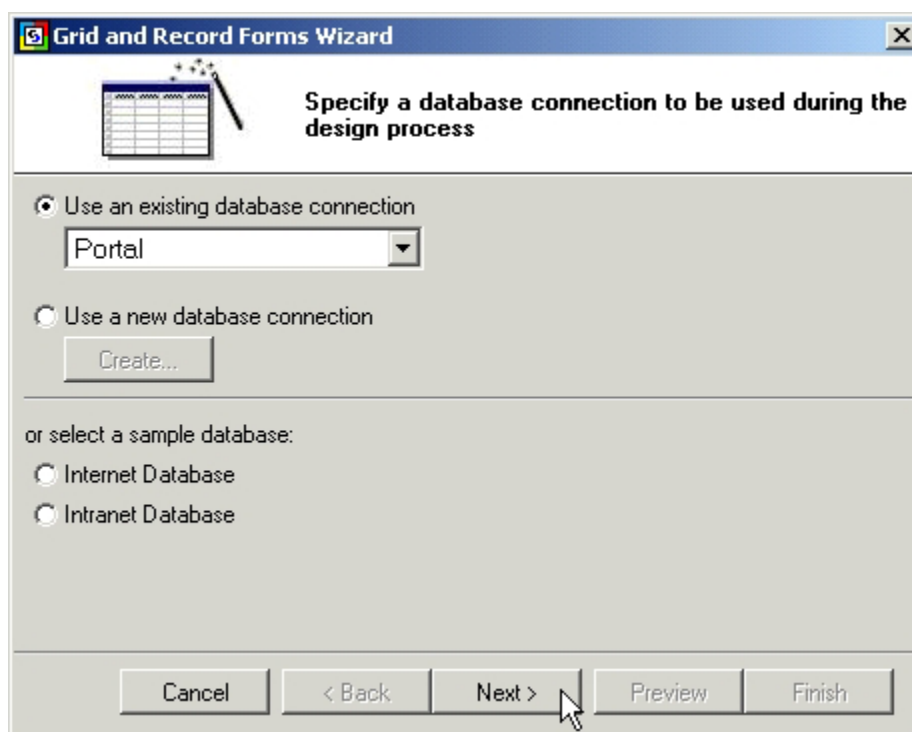 Grid and Record Forms Wizard
Specify a database connection to be used during the
design process
Use an existing database connection
Portal
Use a new database connection
Create...
or select a sample database:
Internet Database
Intranet Database
Cancel
< Back
Next >
Preview
Finish